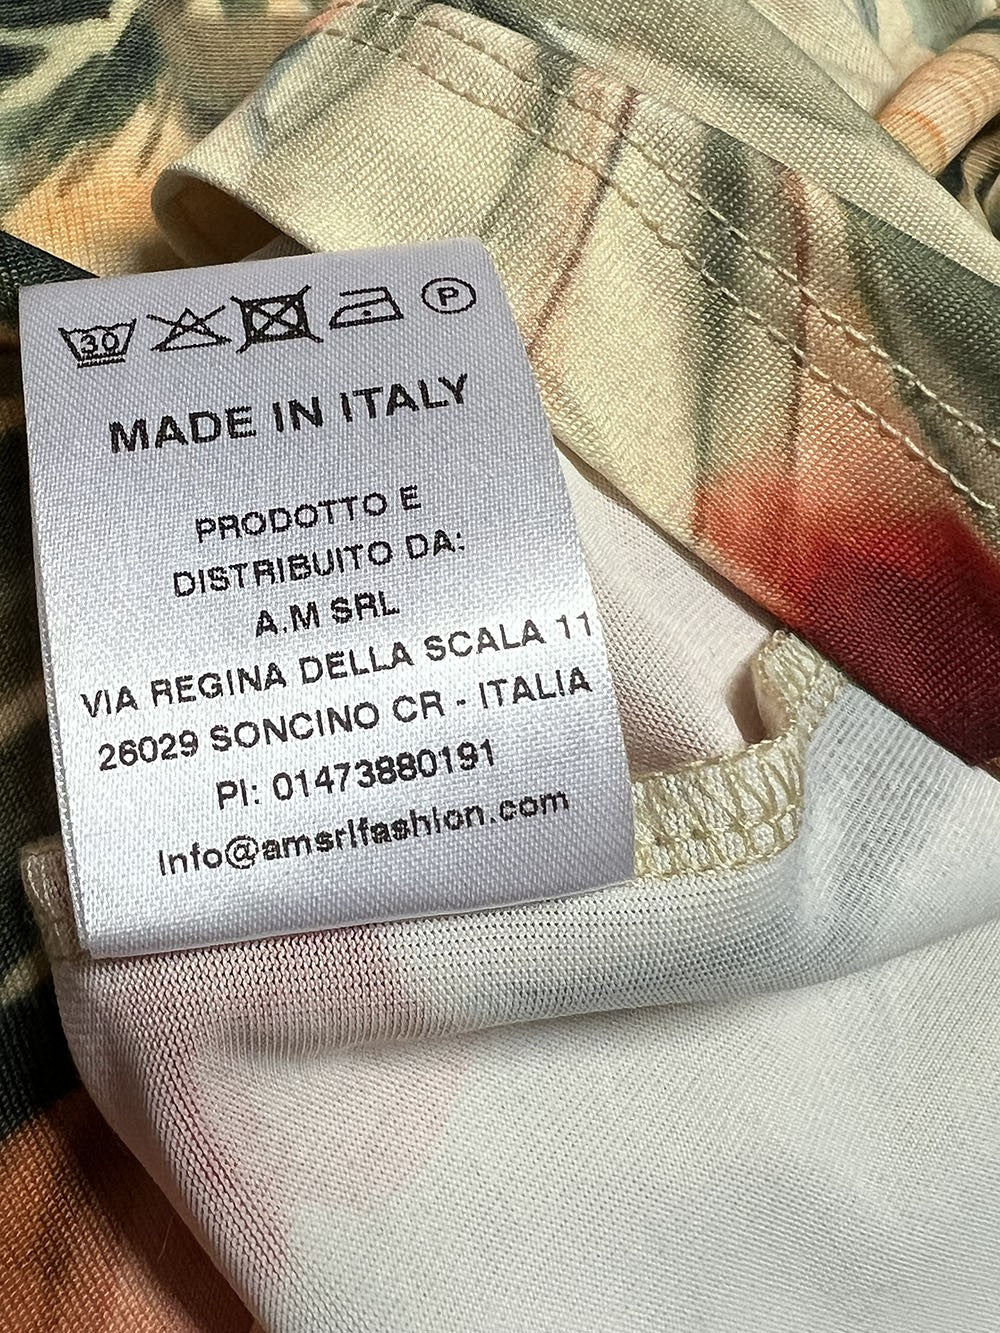 30 P
MADE IN ITALY
PRODOTTO E
DISTRIBUITO DA:
A.M SRL
VIA REGINA DELLA SCALA 11
26029 SONCINO CR - ITALIA
PI: 01473880191
info@amsrlfashion.com